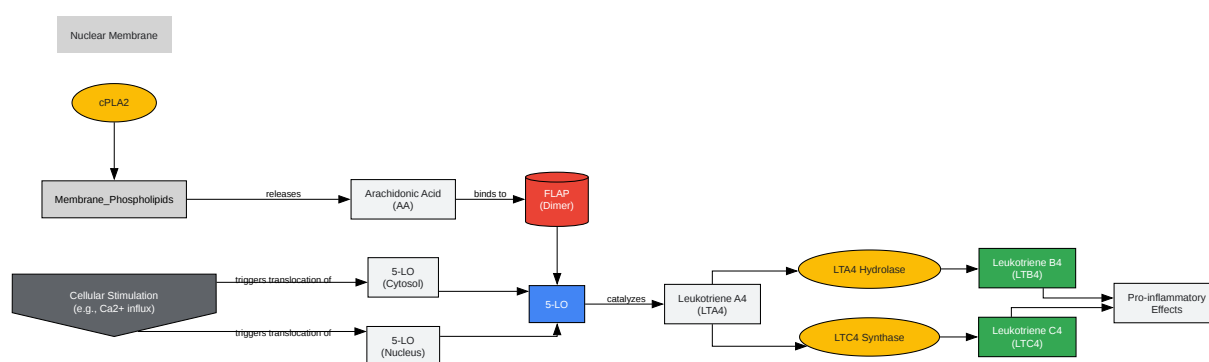 Nuclear Membrane
cPLA2
Membrane_Phospholipids
releases
Arachidonic Acid
(AA)
binds to
FLAP
(Dimer)
Cellular Stimulation
(e.g., Ca2+ influx)
triggers translocation of
5-LO
(Cytosol)
triggers translocation of
5-LO
(Nucleus)
5-LO
catalyzes
Leukotriene A4
(LTA4)
LTA4 Hydrolase
Leukotriene B4
(LTB4)
LTC4 Synthase
Leukotriene C4
(LTC4)
Pro-inflammatory
Effects